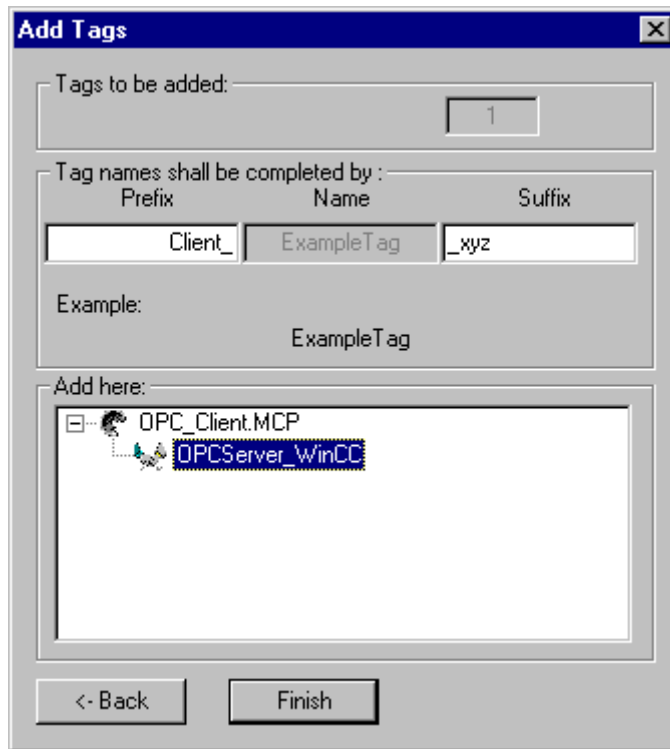 Add Tags
Tags to be added:
1
Tag names shall be completed by :
Prefix Name Suffix
Client_ ExampleTag _xyz
Example:
ExampleTag
Add here:
OPC_Client.MCP
OPCServer_WinCC
<- Back Finish